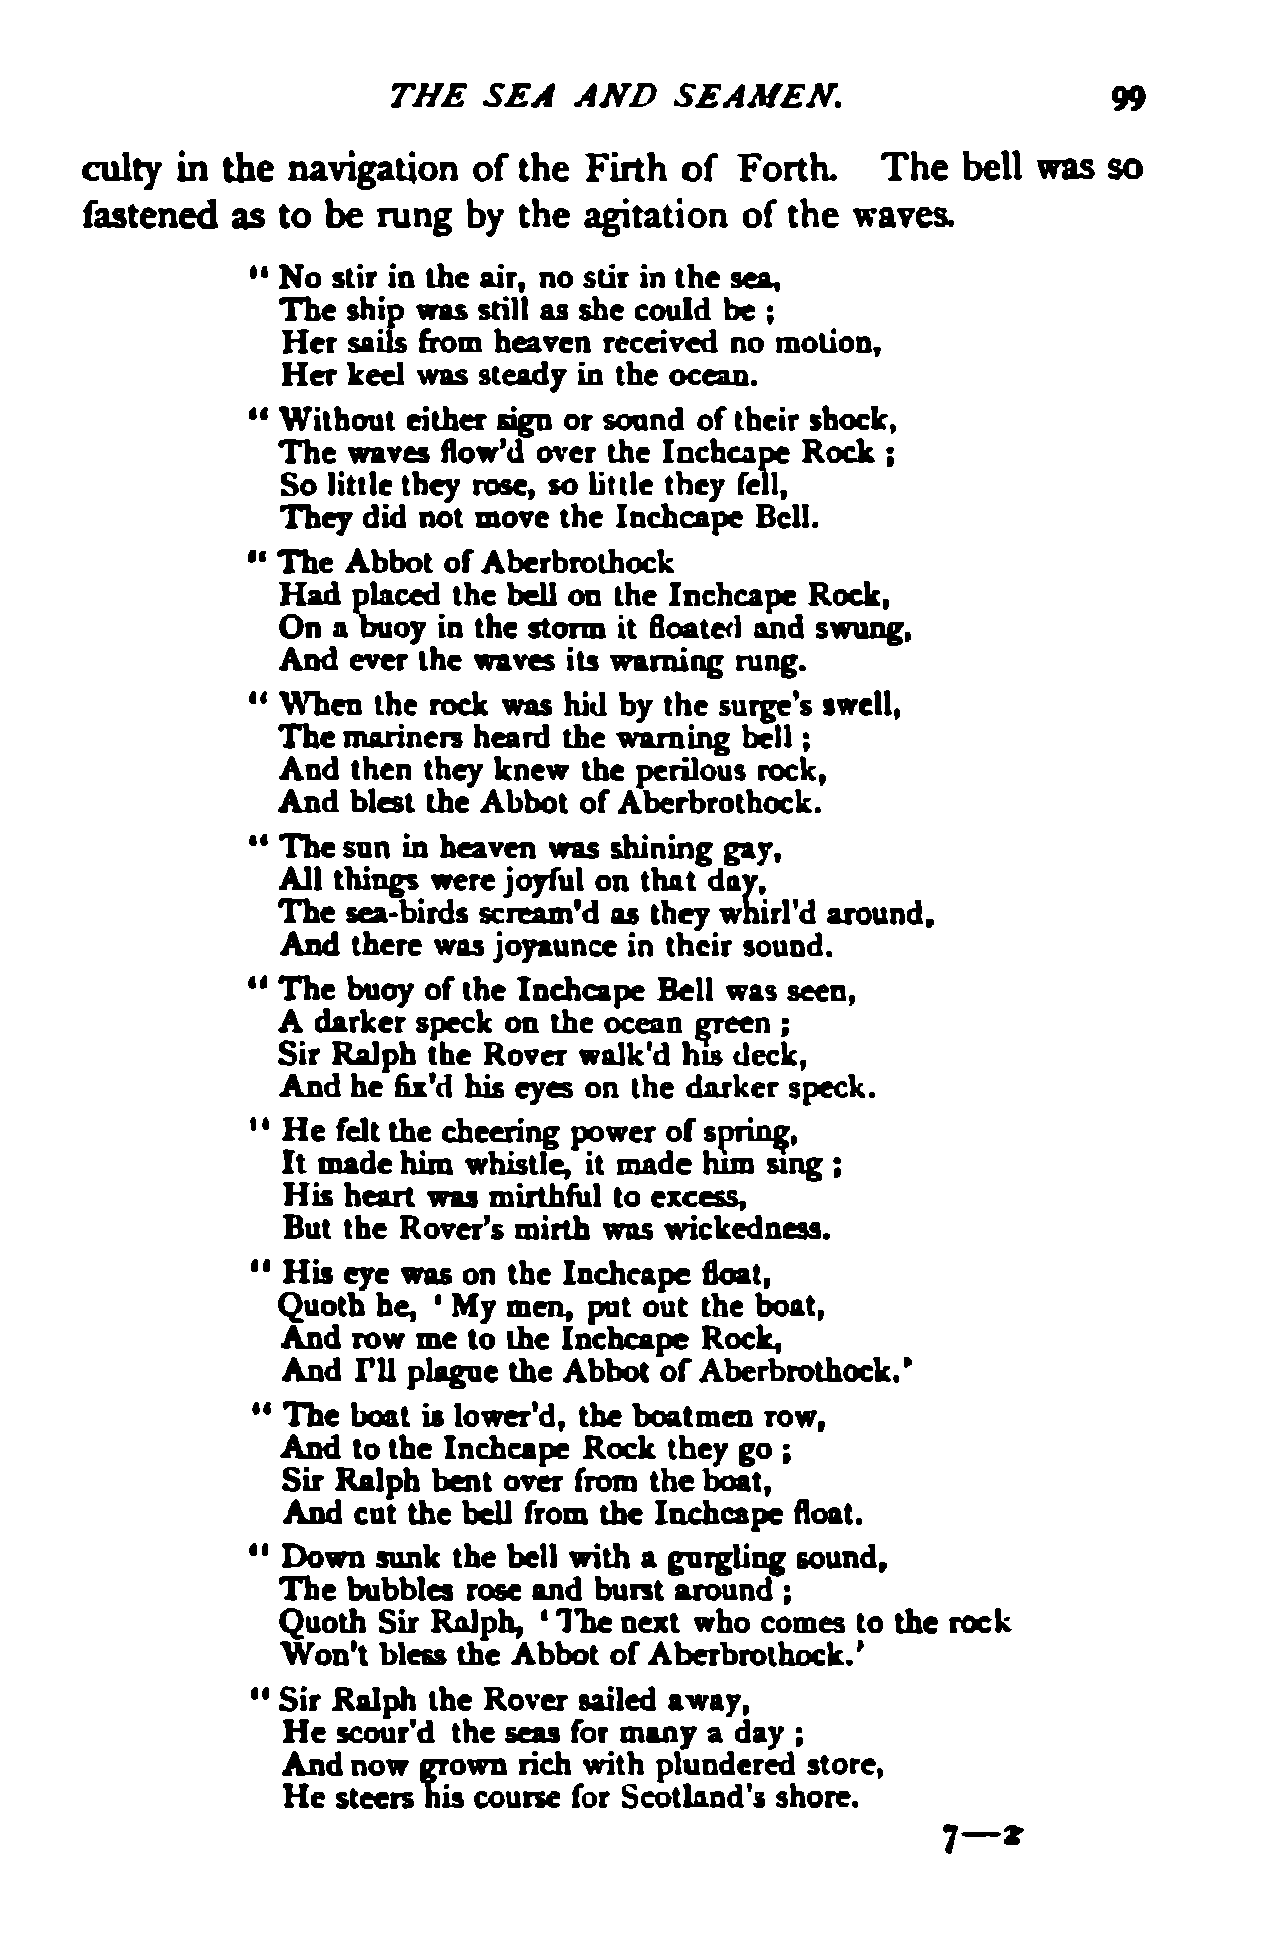 THE SEA AND SEAMEN. 99
culty in the navigation of the Firth of Forth. The bell was so
fastened as to be rung by the agitation of the waves.
" No stir in the air, no stir in the sea,
The ship was still as she could be ;
Her sails from heaven received no motion,
Her keel was steady in the ocean.
" Without either sign or sound of their shock,
The waves flow'd over the Inchcape Rock ;
So little they rose, so little they fell,
They did not move the Inchcape Bell.
" The Abbot of Aberbrothock
Had placed the bell on the Inchcape Rock,
On a buoy in the storm it floated and swung,
And ever the waves its warning rung.
" When the rock was hid by the surge's swell,
The mariners heard the warning bell ;
And then they knew the perilous rock,
And blest the Abbot of Aberbrothock.
" The sun in heaven was shining gay,
All things were joyful on that day,
The sea-birds scream'd as they whirl'd around,
And there was joyaunce in their sound.
" The buoy of the Inchcape Bell was seen,
A darker speck on the ocean green ;
Sir Ralph the Rover walk'd his deck,
And he fix'd his eyes on the darker speck.
" He felt the cheering power of spring,
It made him whistle, it made him sing ;
His heart was mirthful to excess,
But the Rover's mirth was wickedness.
" His eye was on the Inchcape float,
Quoth he, ' My men, put out the boat,
And row me to the Inchcape Rock,
And I'll plague the Abbot of Aberbrothock.'
" The boat is lower'd, the boatmen row,
And to the Inchcape Rock they go ;
Sir Ralph bent over from the boat,
And cut the bell from the Inchcape float.
" Down sunk the bell with a gurgling sound,
The bubbles rose and burst around ;
Quoth Sir Ralph, ' The next who comes to the rock
Won't bless the Abbot of Aberbrothock.'
" Sir Ralph the Rover sailed away,
He scour'd the seas for many a day ;
And now grown rich with plundered store,
He steers his course for Scotland's shore.
7—2